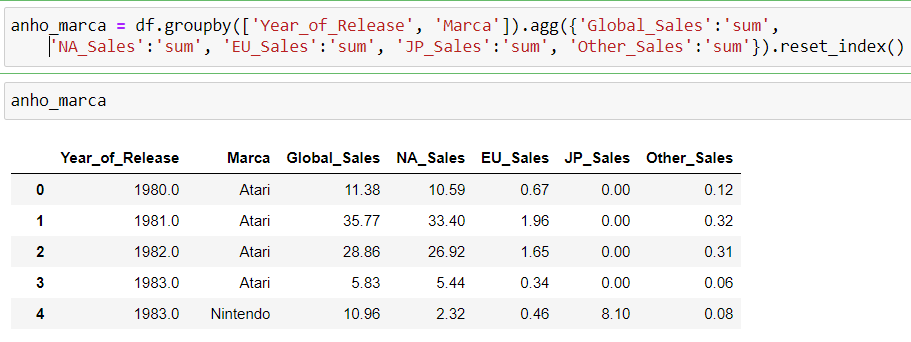 anho_marca = df.groupby(['Year_of_Release', 'Marca']).agg({'Global_Sales':'sum',
'NA_Sales':'sum', 'EU_Sales':'sum', 'JP_Sales':'sum', 'Other_Sales':'sum'}).reset_index()
anho_marca
Year_of_Release Marca Global_Sales NA_Sales EU_Sales JP_Sales Other_Sales
0 1980.0 Atari 11.38 10.59 0.67 0.00 0.12
1 1981.0 Atari 35.77 33.40 1.96 0.00 0.32
2 1982.0 Atari 28.86 26.92 1.65 0.00 0.31
3 1983.0 Atari 5.83 5.44 0.34 0.00 0.06
4 1983.0 Nintendo 10.96 2.32 0.46 8.10 0.08